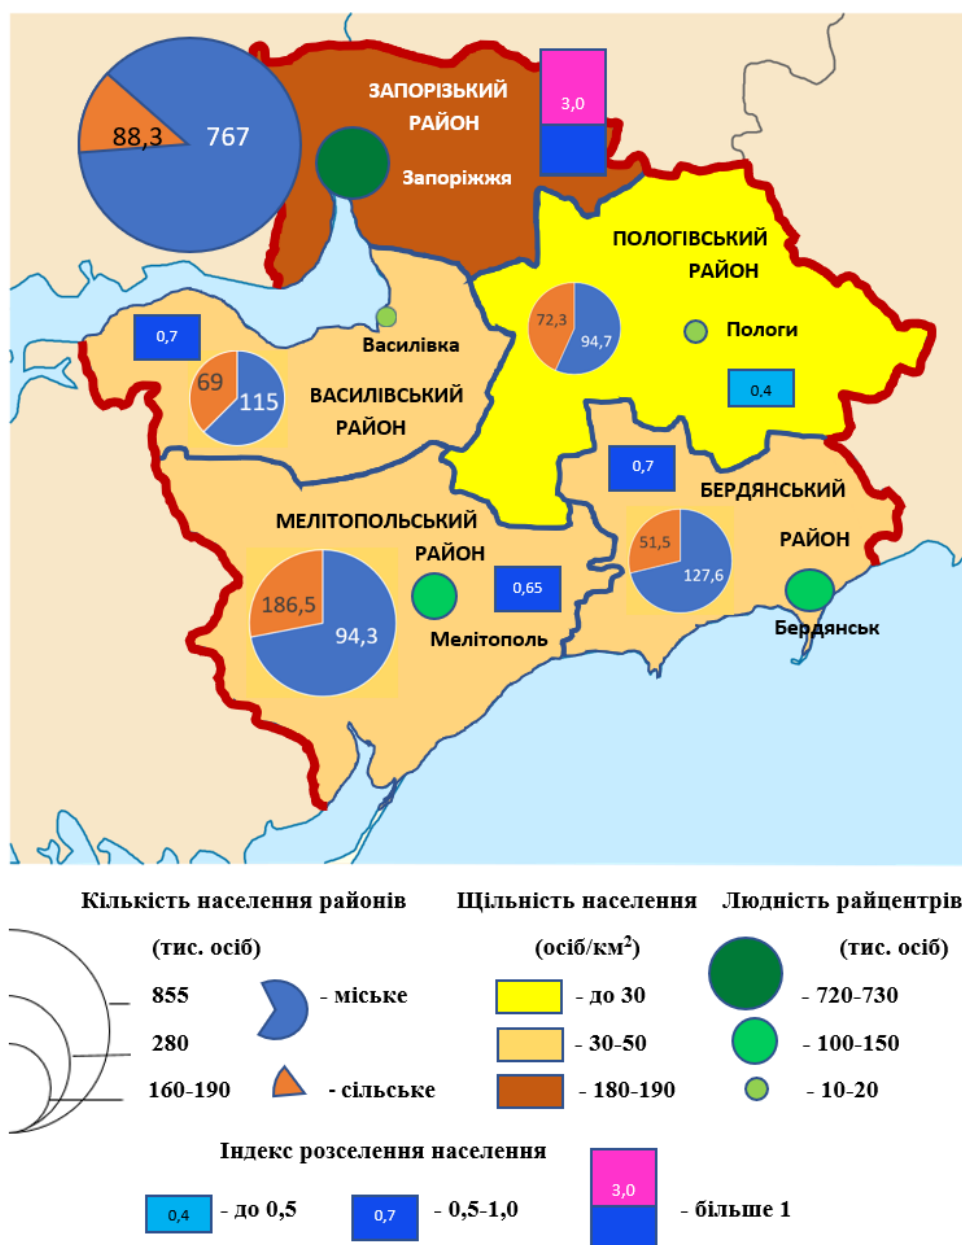 88,3
767
ЗАПОРІЗЬКИЙ
РАЙОН
Запоріжжя
3,0
ПОЛОГІВСЬКИЙ
РАЙОН
72,3
94,7
Пологи
0,4
0,7
Василівка
69
115
ВАСИЛІВСЬКИЙ
РАЙОН
0,7
БЕРДЯНСЬКИЙ
РАЙОН
51,5
127,6
Бердянськ
МЕЛІТОПОЛЬСЬКИЙ
РАЙОН
186,5
94,3
0,65
Мелітополь
Кількість населення районів
(тис. осіб)
855
280
160-190
- міське
- сільське
Щільність населення
(осіб/км²)
- до 30
- 30-50
- 180-190
Людність райцентрів
(тис. осіб)
- 720-730
- 100-150
- 10-20
Індекс розселення населення
0,4 - до 0,5
0,7 - 0,5-1,0
3,0 - більше 1